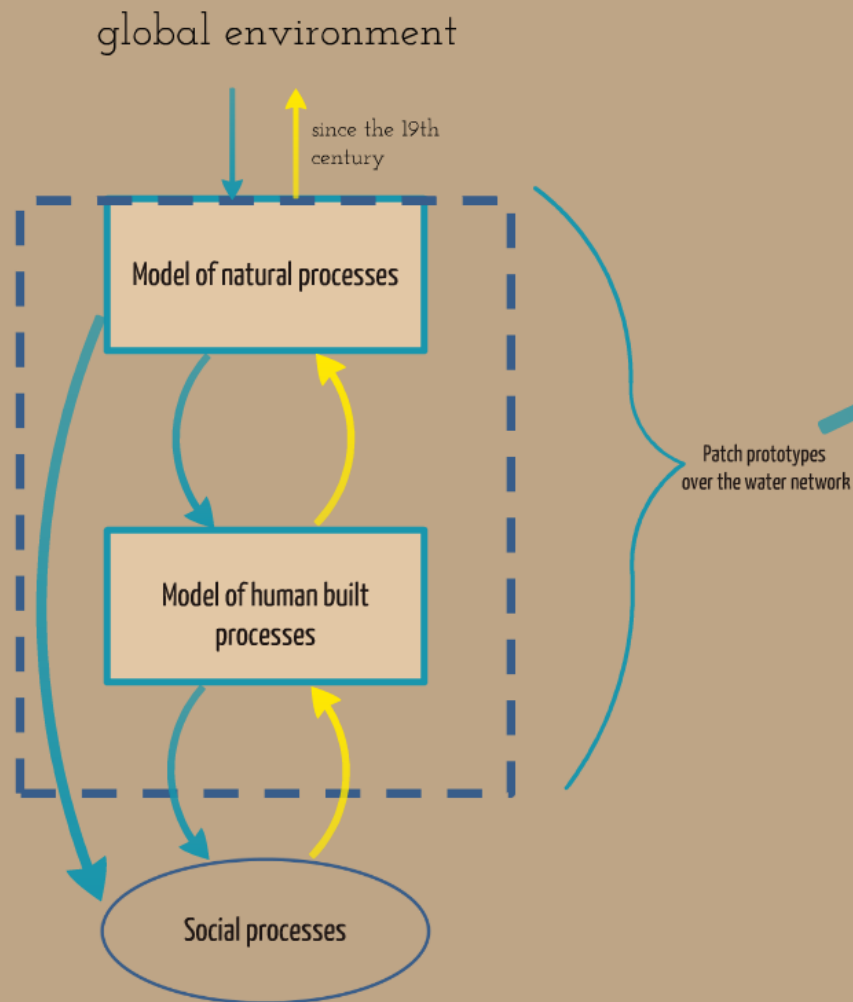 global environment
since the 19th
century
Model of natural processes
Patch prototypes
over the water network
Model of human built
processes
Social processes